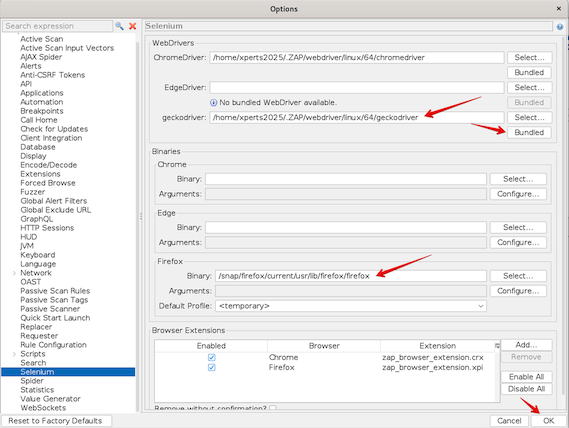 Options
Search expression
Active Scan
Active Scan Input Vectors
AJAX Spider
Alerts
Anti-CSRF Tokens
API
Applications
Automation
Breakpoints
Call Home
Check for Updates
Client Integration
Database
Display
Encode/Decode
Extensions
Forced Browse
Fuzzer
Global Alert Filters
Global Exclude URL
GraphQL
HTTP Sessions
HUD
JVM
Keyboard
Language
Network
OAST
Passive Scan Rules
Passive Scan Tags
Passive Scanner
Quick Start Launch
Replacer
Requester
Rule Configuration
Scripts
Search
Selenium
Spider
Statistics
Value Generator
WebSockets
Selenium
WebDrivers
ChromeDriver: /home/xperts2025/.ZAP/webdriver/linux/64/chromedriver Select...
Bundled
EdgeDriver: Select...
No bundled WebDriver available. Bundled
geckodriver: /home/xperts2025/.ZAP/webdriver/linux/64/geckodriver Select...
Bundled
Binaries
Chrome
Binary: Select...
Arguments: Configure...
Edge
Binary: Select...
Arguments: Configure...
Firefox
Binary: /snap/firefox/current/usr/lib/firefox/firefox Select...
Arguments: Configure...
Default Profile: <temporary>
Browser Extensions
Enabled Browser Extension
Chrome zap_browser_extension.crx
Firefox zap_browser_extension.xpi
Add...
Remove
Enable All
Disable All
Remove without confirmation?
Reset to Factory Defaults Cancel OK